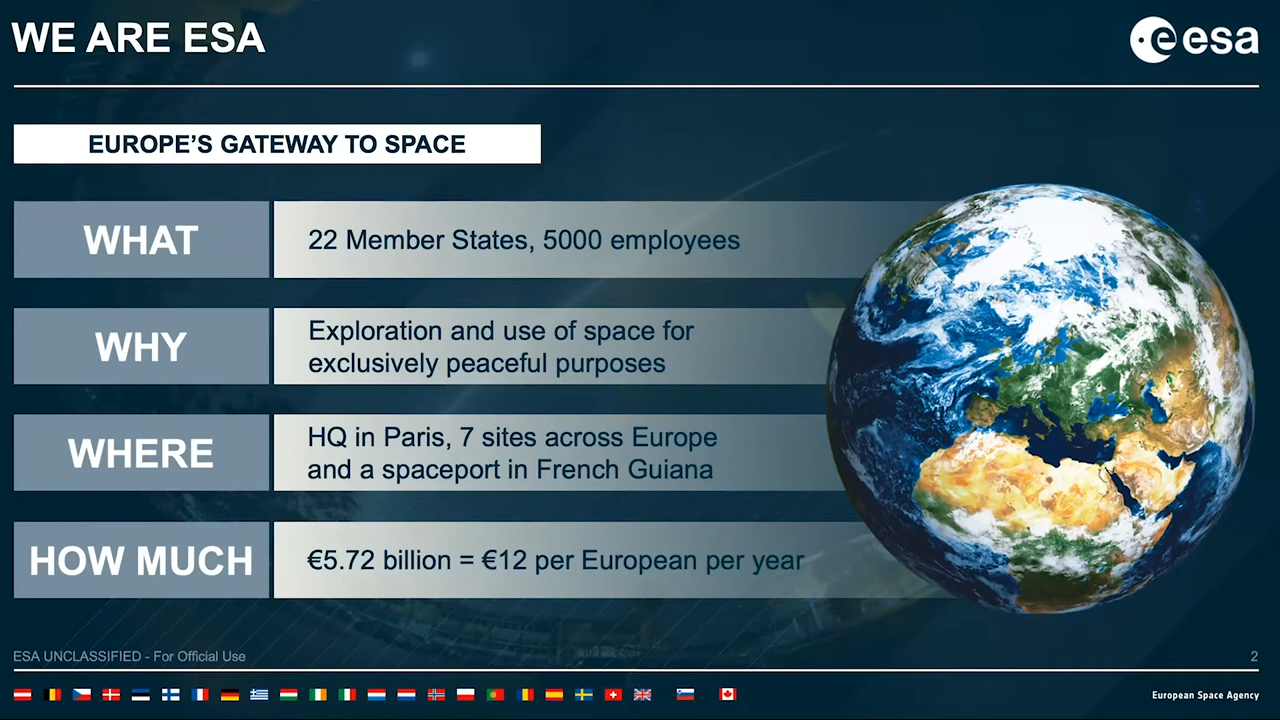 WE ARE ESA
esa
EUROPE'S GATEWAY TO SPACE
WHAT
22 Member States, 5000 employees
WHY
Exploration and use of space for
exclusively peaceful purposes
WHERE
HQ in Paris, 7 sites across Europe
and a spaceport in French Guiana
HOW MUCH
€5.72 billion = €12 per European per year
ESA UNCLASSIFIED - For Official Use
2
European Space Agency